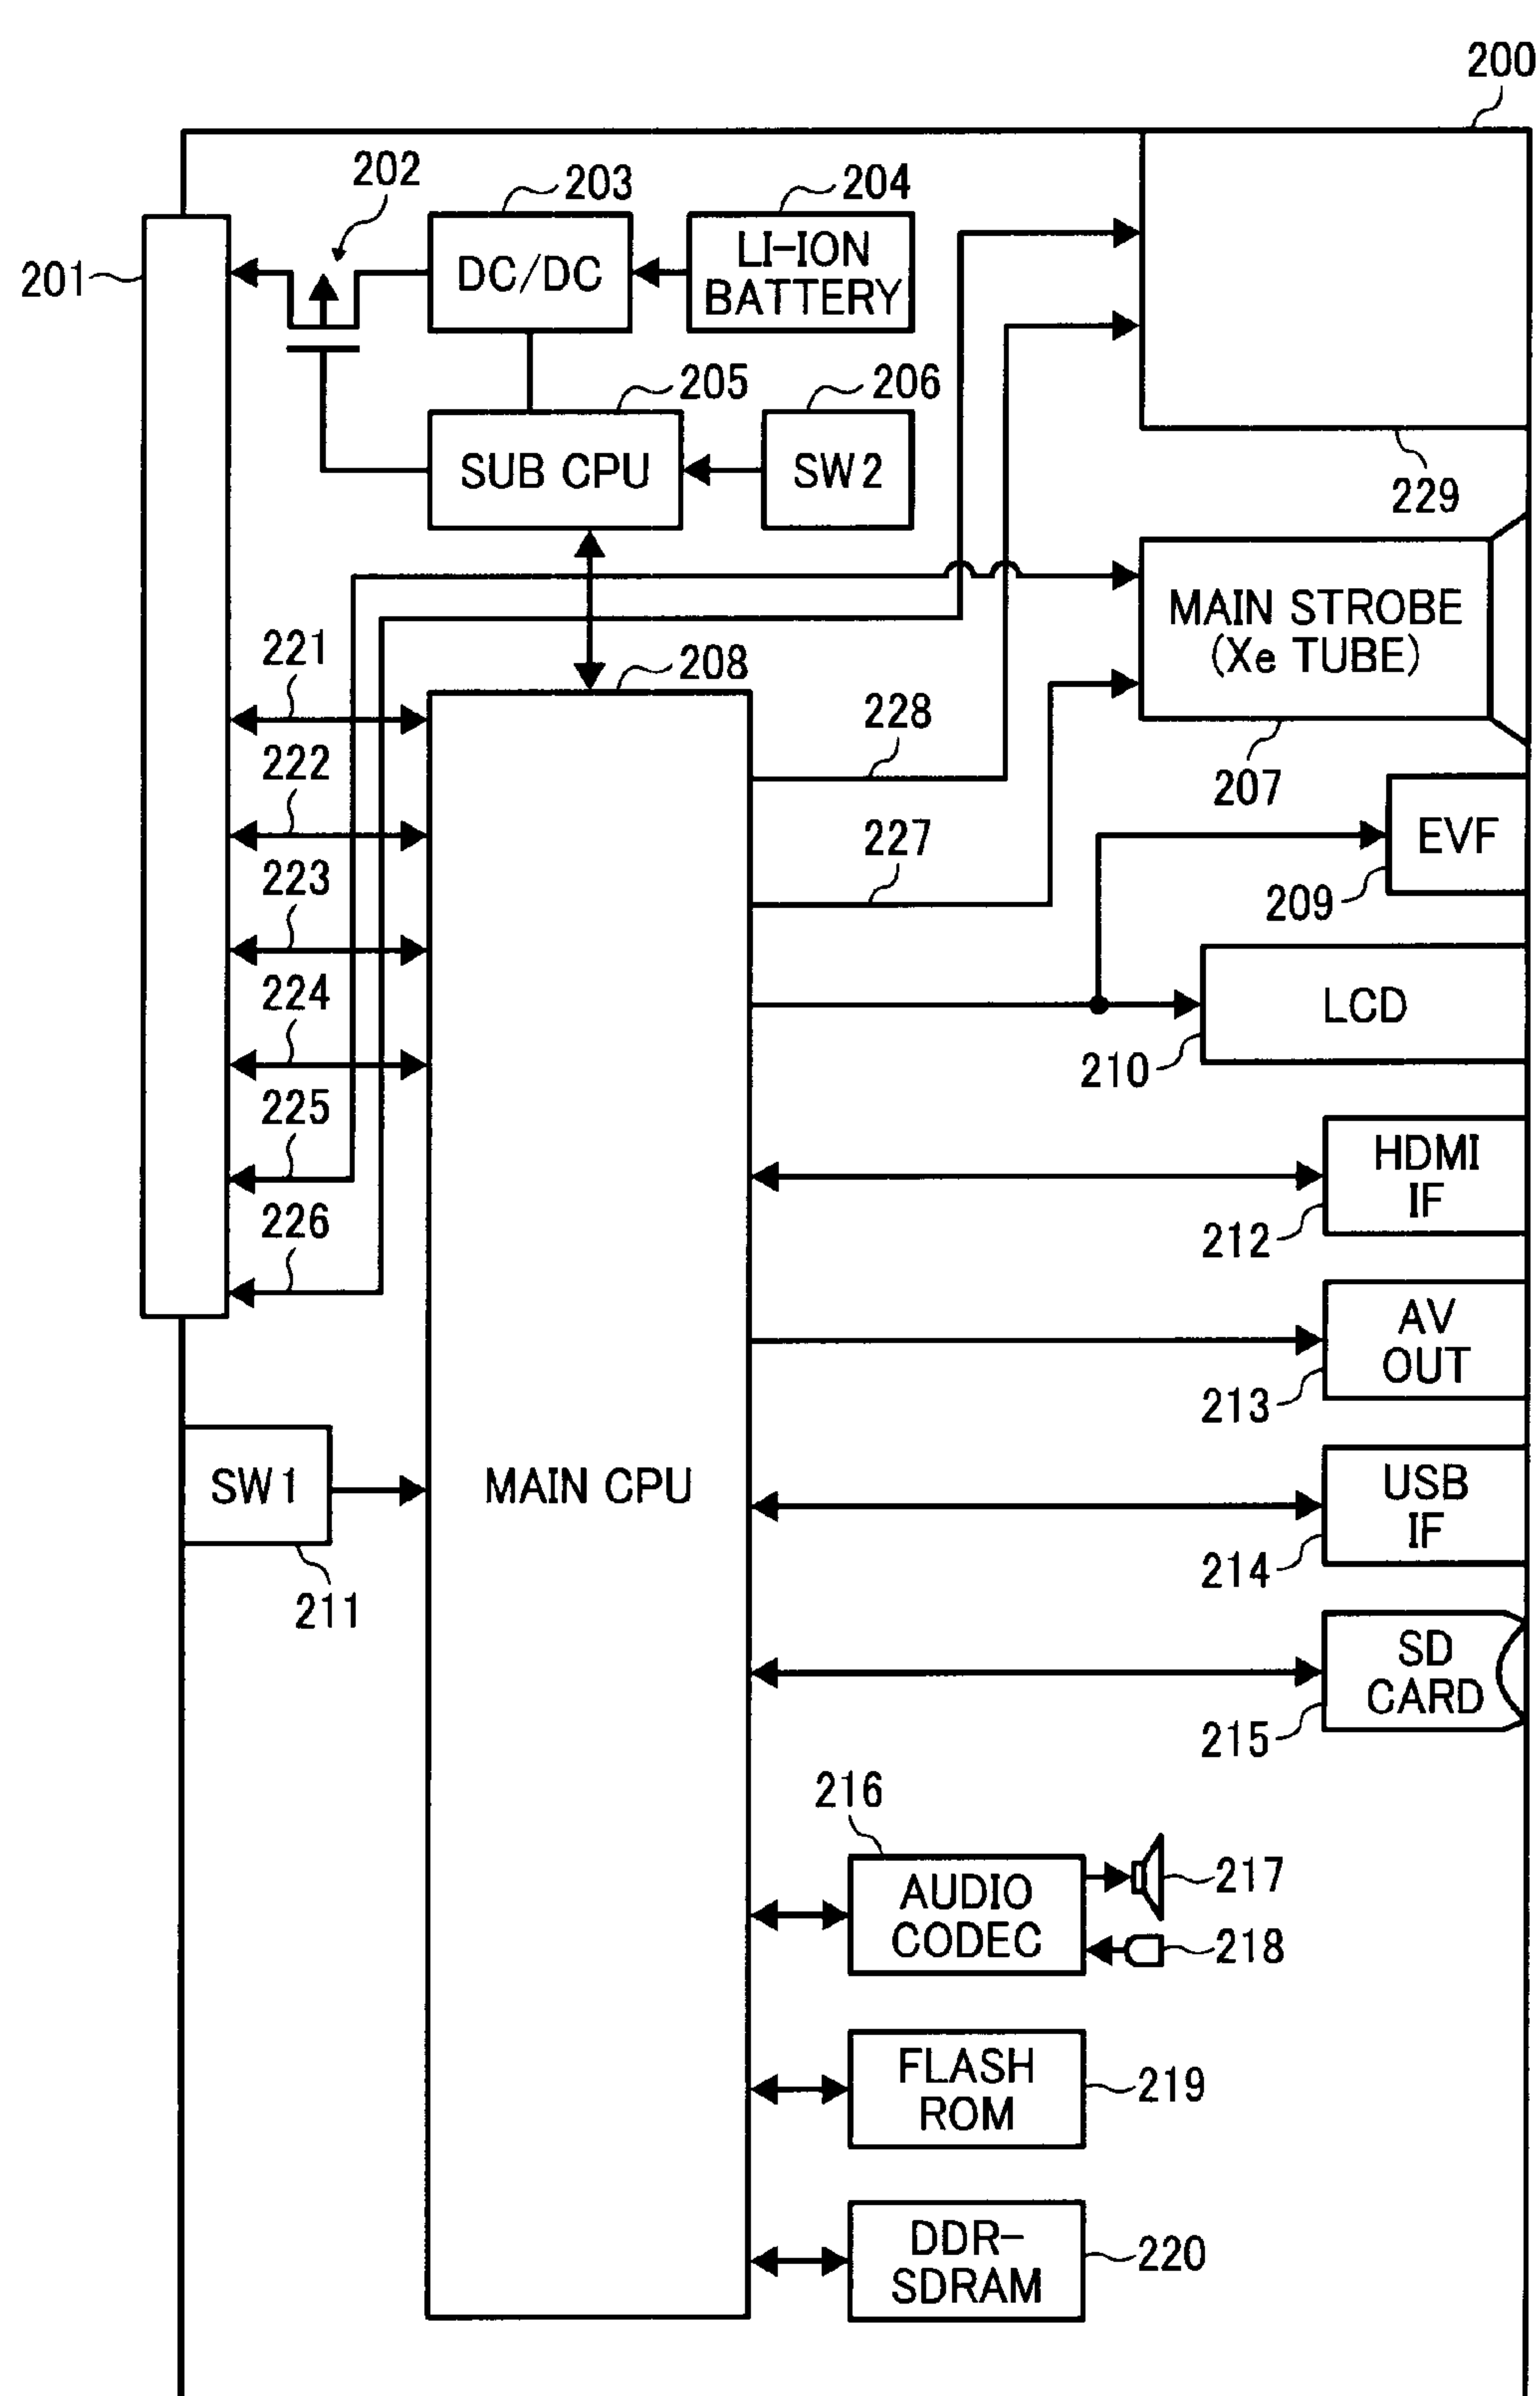 200
202
203
204
201
DC/DC
LI-ION
BATTERY
205
206
SUB CPU
SW2
229
MAIN STROBE
(Xe TUBE)
207
221
208
222
228
223
227
EVF
209
224
LCD
210
225
226
HDMI
IF
212
AV
OUT
213
SW1
211
MAIN CPU
USB
IF
214
SD
CARD
215
216
AUDIO
CODEC
217
218
FLASH
ROM
219
DDR-
SDRAM
220